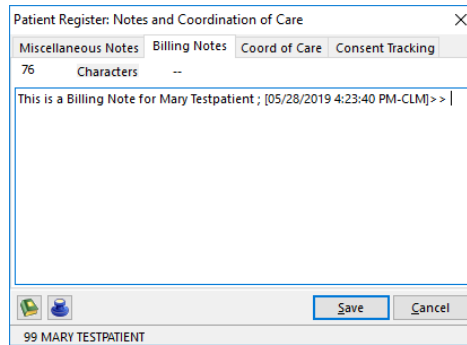 Patient Register: Notes and Coordination of Care
Miscellaneous Notes Billing Notes Coord of Care Consent Tracking
76 Characters --
This is a Billing Note for Mary Testpatient ; [05/28/2019 4:23:40 PM-CLM]> >
Save Cancel
99 MARY TESTPATIENT